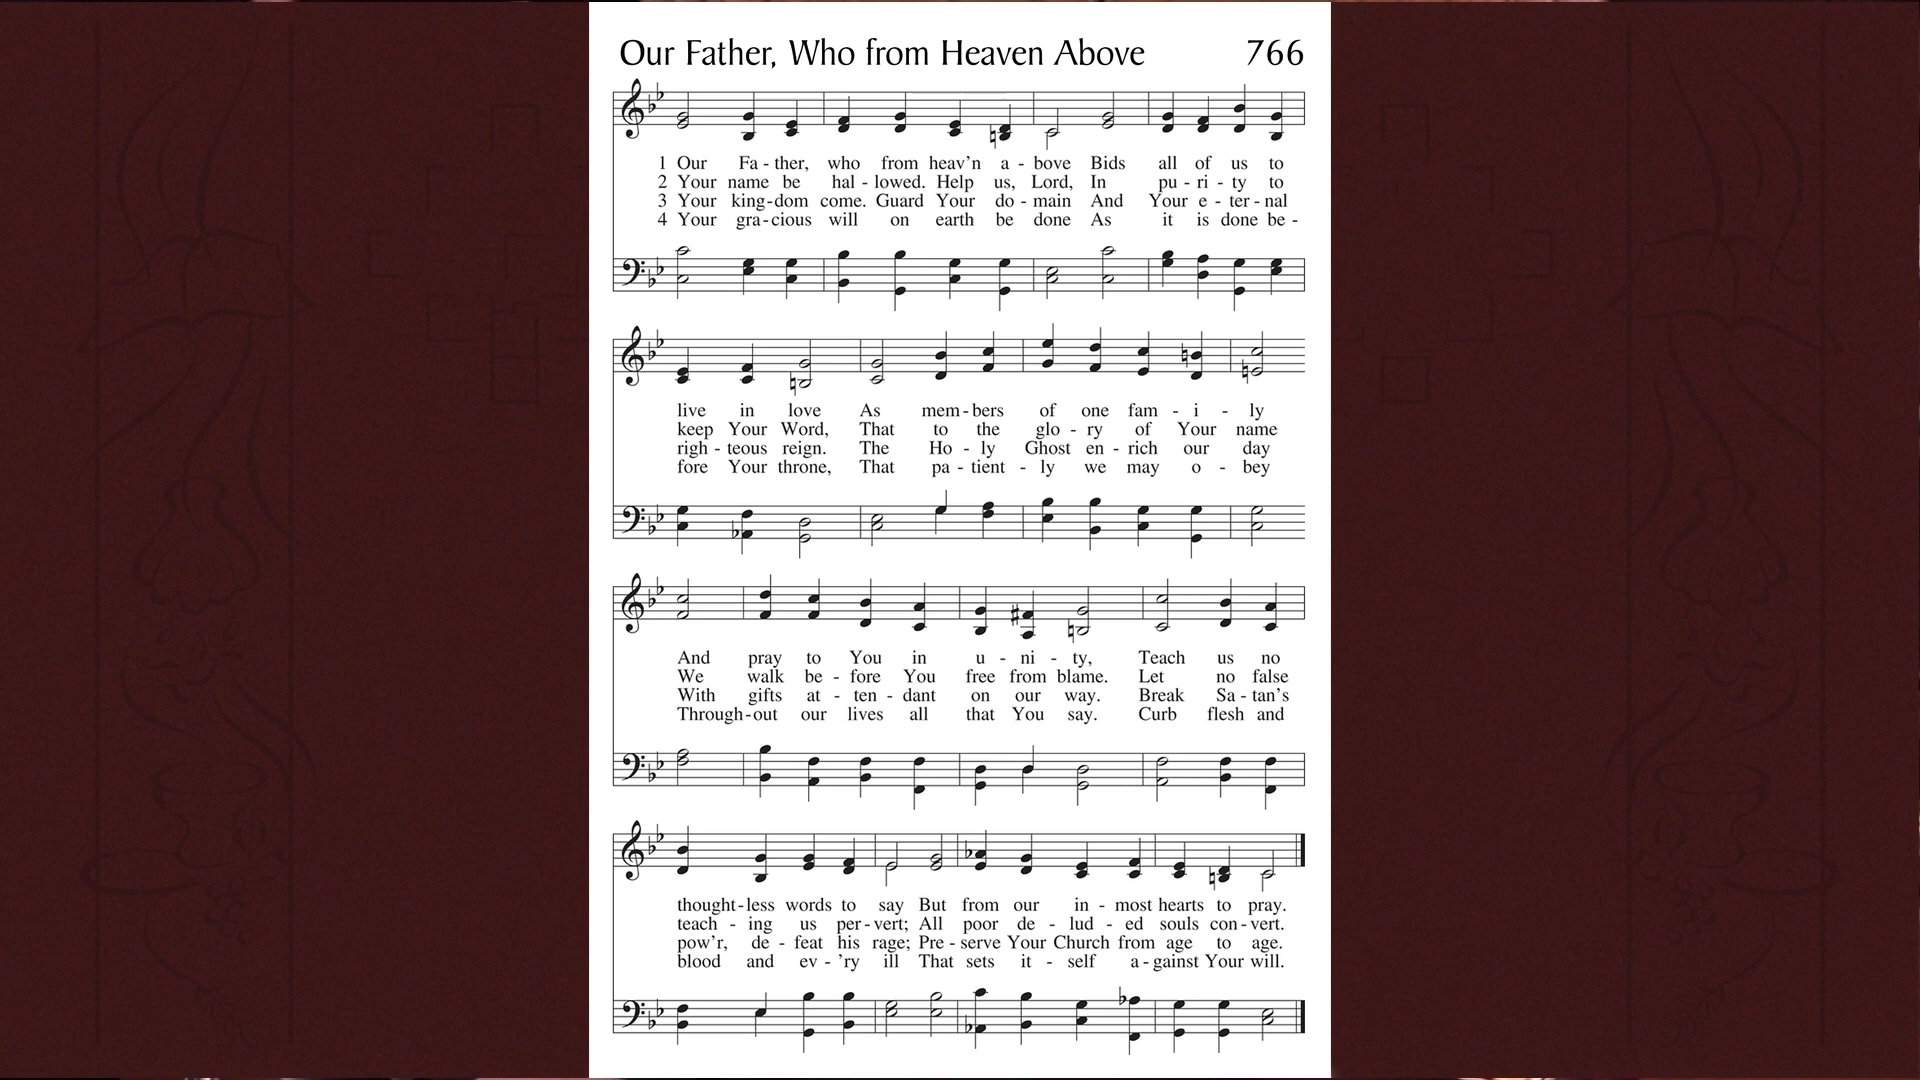 Our Father, Who from Heaven Above 766
1 Our Fa - ther, who from heav'n a - bove Bids all of us to
2 Your name be hal - lowed. Help us, Lord, In pu - ri - ty to
3 Your king - dom come. Guard Your do - main And Your e - ter - nal
4 Your gra - cious will on earth be done As it is done be -
live in love As mem - bers of one fam - i - ly
keep Your Word, That to the glo - ry of Your name
righ - teous reign. The Ho - ly Ghost en - rich our day
fore Your throne, That pa - tient - ly we may o - bey
And pray to You in u - ni - ty, Teach us no
We walk be - fore You free from blame. Let no false
With gifts at - ten - dant on our way. Break Sa - tan's
Through - out our lives all that You say. Curb flesh and
thought - less words to say But from our in - most hearts to pray.
teach - ing us per - vert; All poor de - lud - ed souls con - vert.
pow'r, de - feat his rage; Pre - serve Your Church from age to age.
blood and ev - 'ry ill That sets it - self a - gainst Your will.